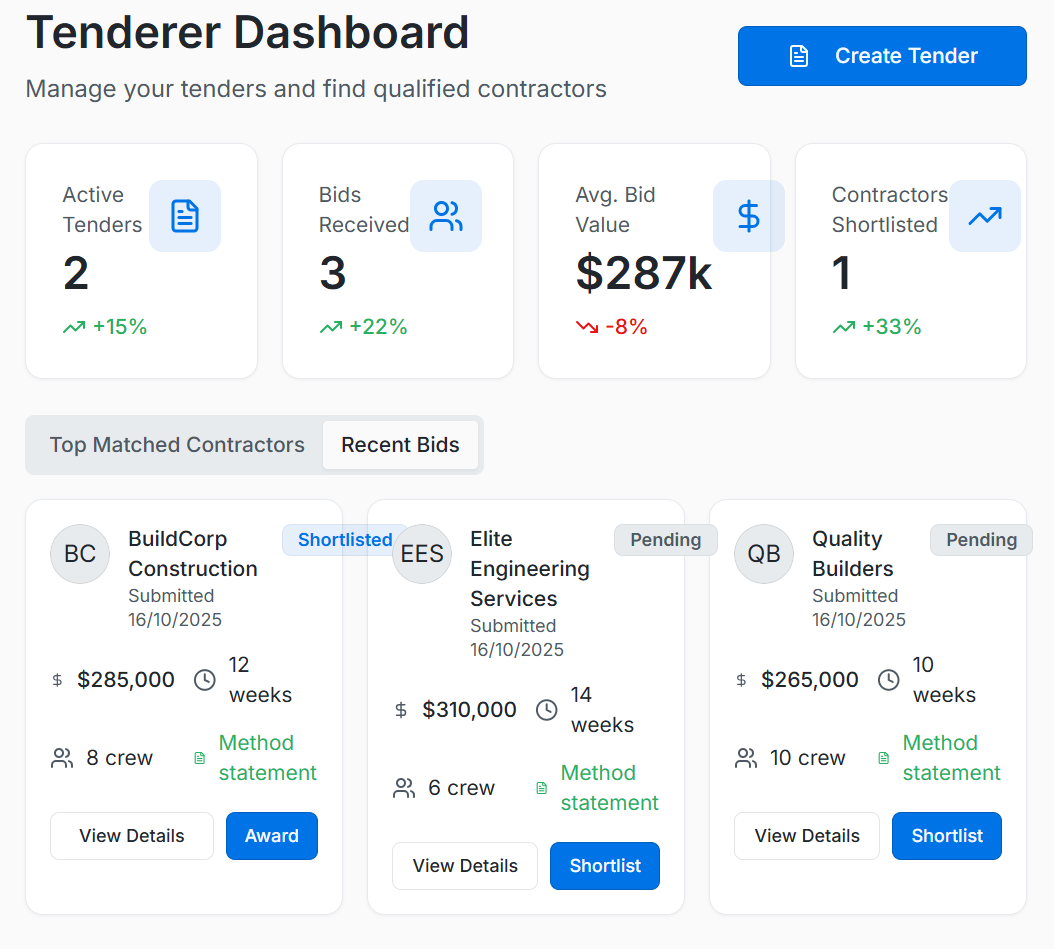 Tenderer Dashboard
Create Tender
Manage your tenders and find qualified contractors
Active
Tenders
2
+15%
Bids
Received
3
+22%
Avg. Bid
Value
$287k
-8%
Contractors
Shortlisted
1
+33%
Top Matched Contractors
Recent Bids
BC
BuildCorp
Construction
Shortlisted
Submitted
16/10/2025
$ $285,000
12
weeks
8 crew
Method
statement
View Details
Award
EES
Elite
Engineering
Services
Pending
Submitted
16/10/2025
$ $310,000
14
weeks
6 crew
Method
statement
View Details
Shortlist
QB
Quality
Builders
Pending
Submitted
16/10/2025
$ $265,000
10
weeks
10 crew
Method
statement
View Details
Shortlist